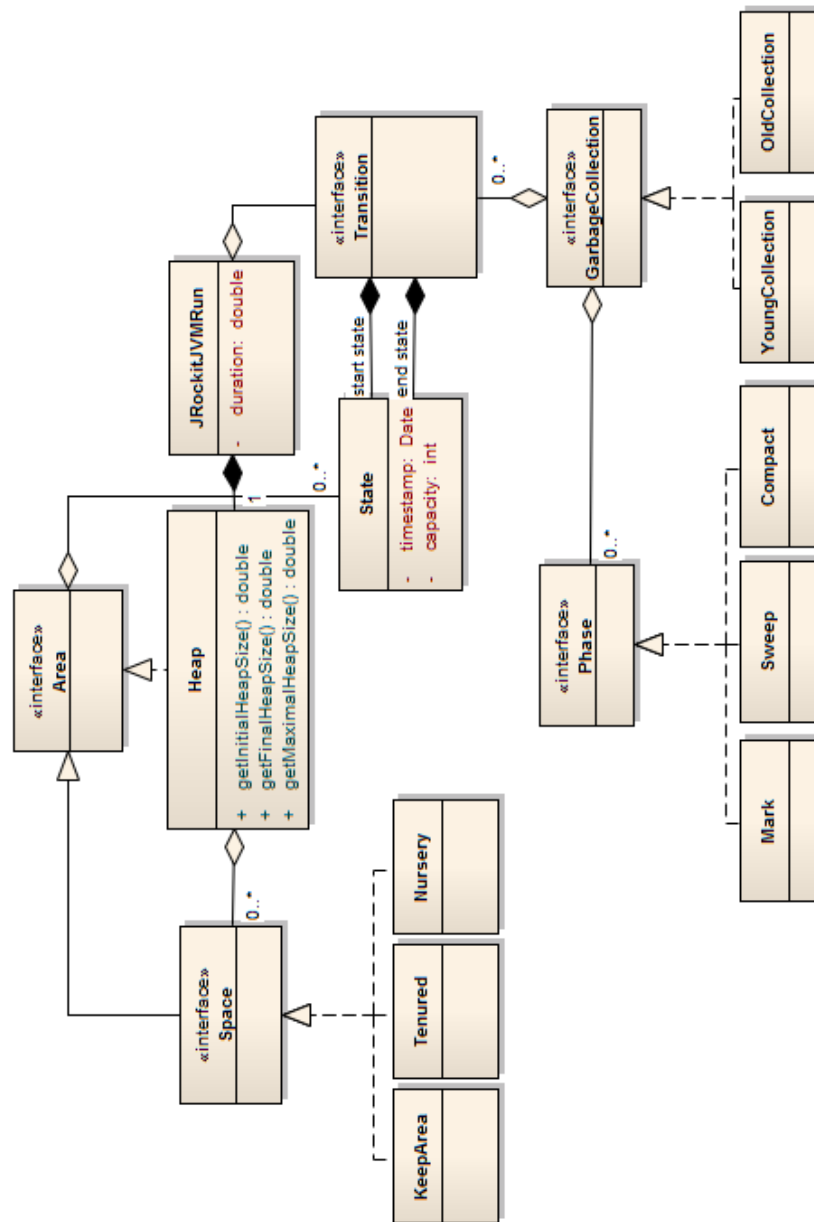 «interface»
Area
«interface»
Space
0..*
Heap
+ getInitialHeapSize() : double
+ getFinalHeapSize() : double
+ getMaximalHeapSize() : double
1
JRockitJVMRun
- duration: double
0..*
State
- timestamp: Date
- capacity: int
start state
end state
«interface»
Transition
0..*
KeepArea
Tenured
Nursery
«interface»
Phase
0..*
«interface»
GarbageCollection
Mark
Sweep
Compact
YoungCollection
OldCollection